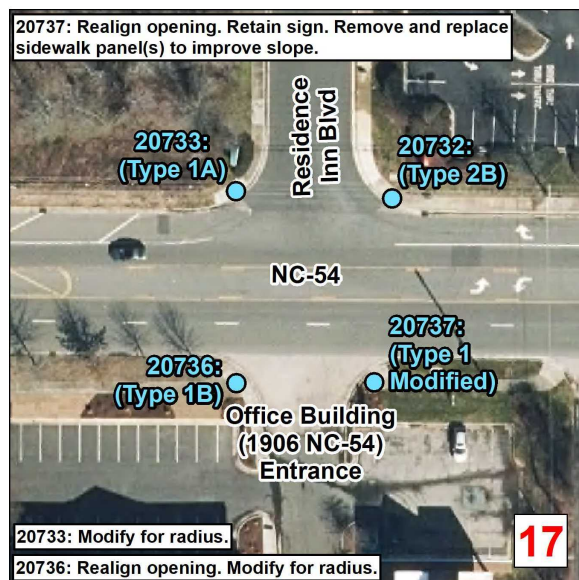 20737: Realign opening. Retain sign. Remove and replace
sidewalk panel(s) to improve slope.
20733:
(Type 1A)
Residence
Inn Blvd
20732:
(Type 2B)
NC-54
20737:
(Type 1
Modified)
20736:
(Type 1B)
Office Building
(1906 NC-54)
Entrance
20733: Modify for radius.
20736: Realign opening. Modify for radius.
17